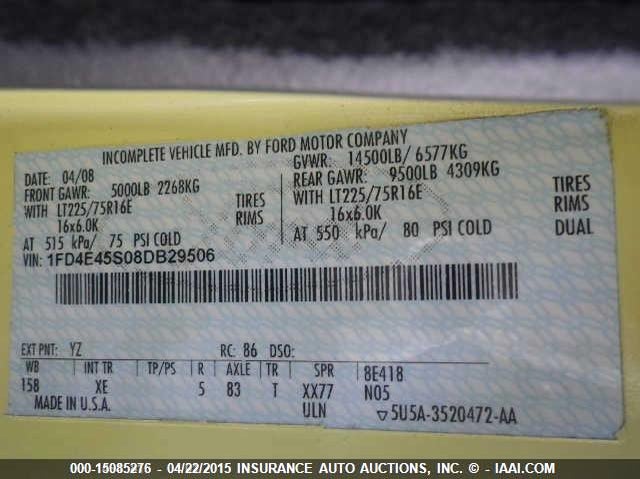 INCOMPLETE VEHICLE MFD. BY FORD MOTOR COMPANY
DATE: 04/08 GVWR: 14500LB/ 6577KG
FRONT GAWR: 5000LB 2268KG REAR GAWR: 9500LB 4309KG
WITH LT225/75R16E TIRES WITH LT225/75R16E TIRES
16x6.0K RIMS 16x6.0K RIMS
AT 515 kPa/ 75 PSI COLD AT 550 kPa/ 80 PSI COLD DUAL
VIN: 1FD4E45S08DB29506
EXT PNT: YZ RC: 86 DSO:
WB INT TR TP/PS R AXLE TR SPR 8E418
158 XE 5 83 T XX77 N05
MADE IN U.S.A. ULN ▽5U5A-3520472-AA
000-15085276 - 04/22/2015 INSURANCE AUTO AUCTIONS, INC. - IAAI.COM